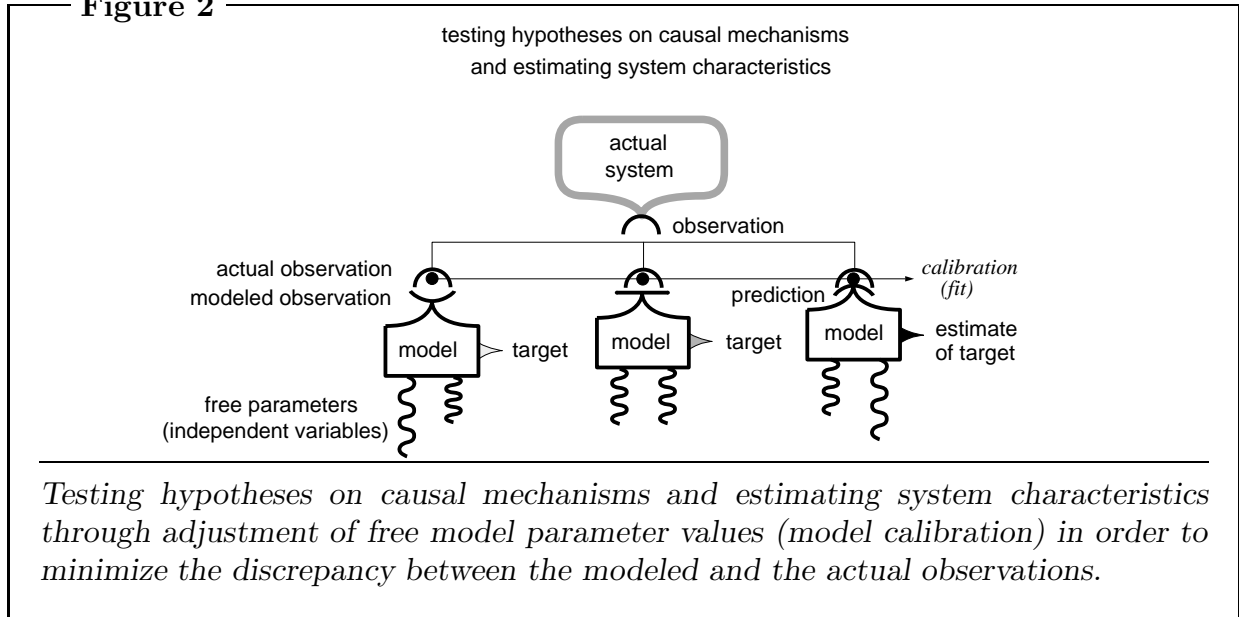 Figure 2
testing hypotheses on causal mechanisms
and estimating system characteristics
actual
system
observation
actual observation
modeled observation
prediction
calibration
(fit)
model
target
model
target
model
estimate
of target
free parameters
(independent variables)
Testing hypotheses on causal mechanisms and estimating system characteristics
through adjustment of free model parameter values (model calibration) in order to
minimize the discrepancy between the modeled and the actual observations.